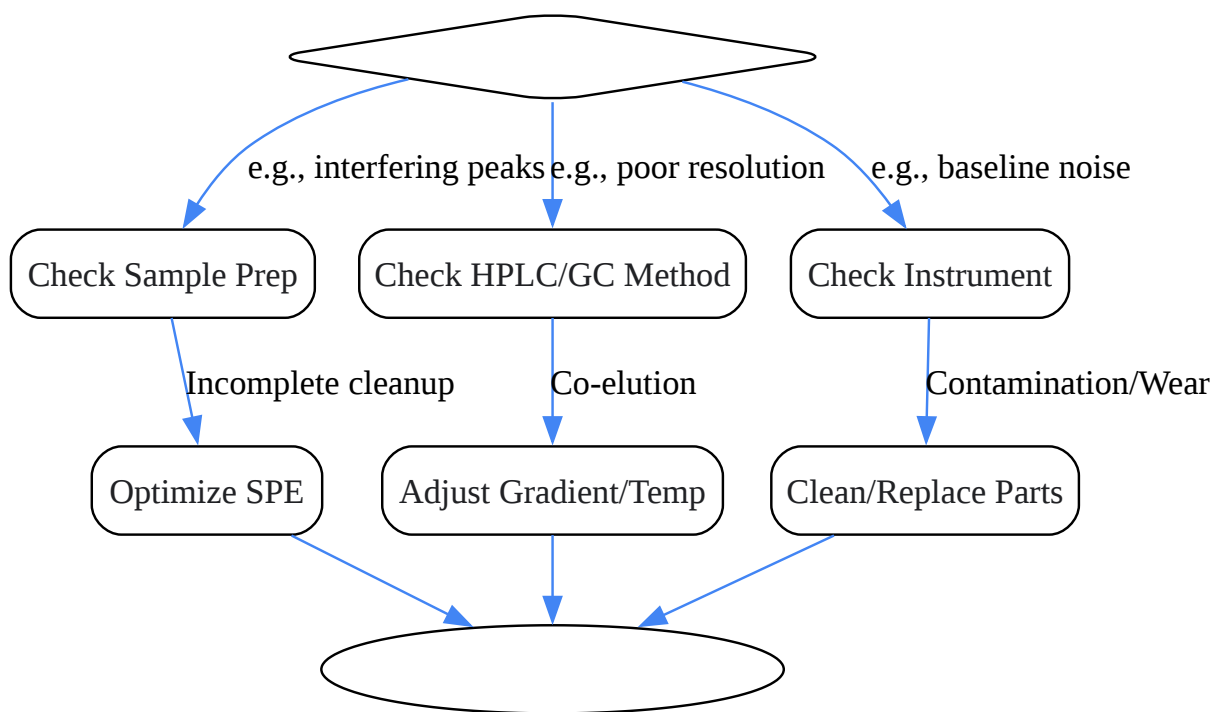 e.g., interfering peaks
e.g., poor resolution
e.g., baseline noise
Check Sample Prep
Check HPLC/GC Method
Check Instrument
Incomplete cleanup
Co-elution
Contamination/Wear
Optimize SPE
Adjust Gradient/Temp
Clean/Replace Parts